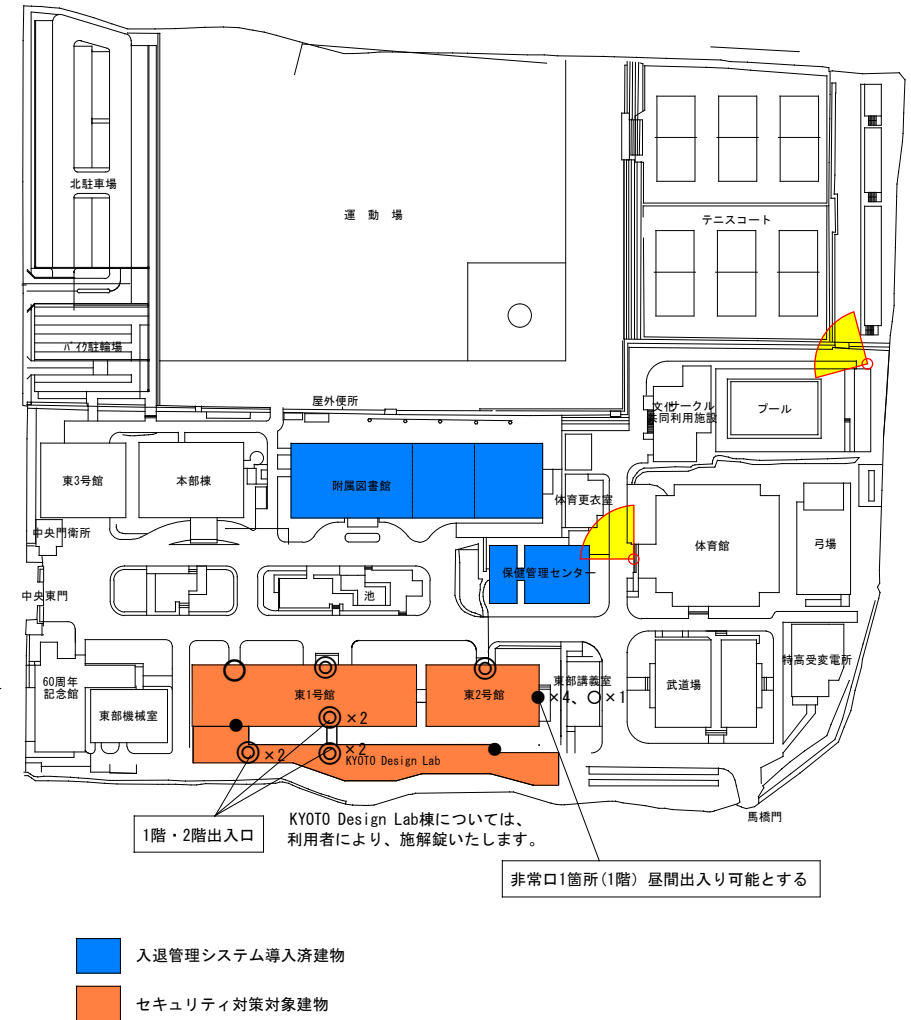 北駐車場
運 動 場
テニスコート
バイク駐輪場
屋外便所
文化サークル
共同利用施設
プール
東3号館
本部棟
附属図書館
体育更衣室
中央門衛所
体育館
弓場
保健管理センター
中央東門
池
60周年
記念館
東部機械室
東1号館
東2号館
東部講義室
×4、○×1
武道場
特高受変電所
×2
×2
×2
KYOTO Design Lab
1階・2階出入口
KYOTO Design Lab棟については、
利用者により、施解錠いたします。
馬橋門
非常口1箇所(1階) 昼間出入り可能とする
入退管理システム導入済建物
セキュリティ対策対象建物